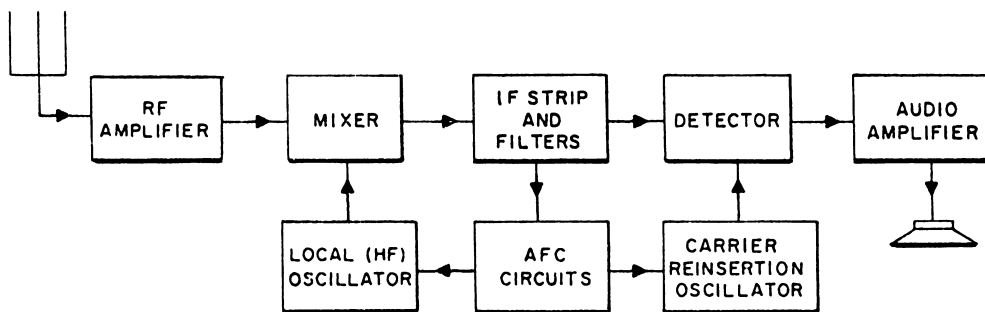 RF
AMPLIFIER
MIXER
IF STRIP
AND
FILTERS
DETECTOR
AUDIO
AMPLIFIER
LOCAL (HF)
OSCILLATOR
AFC
CIRCUITS
CARRIER
REINSERTION
OSCILLATOR